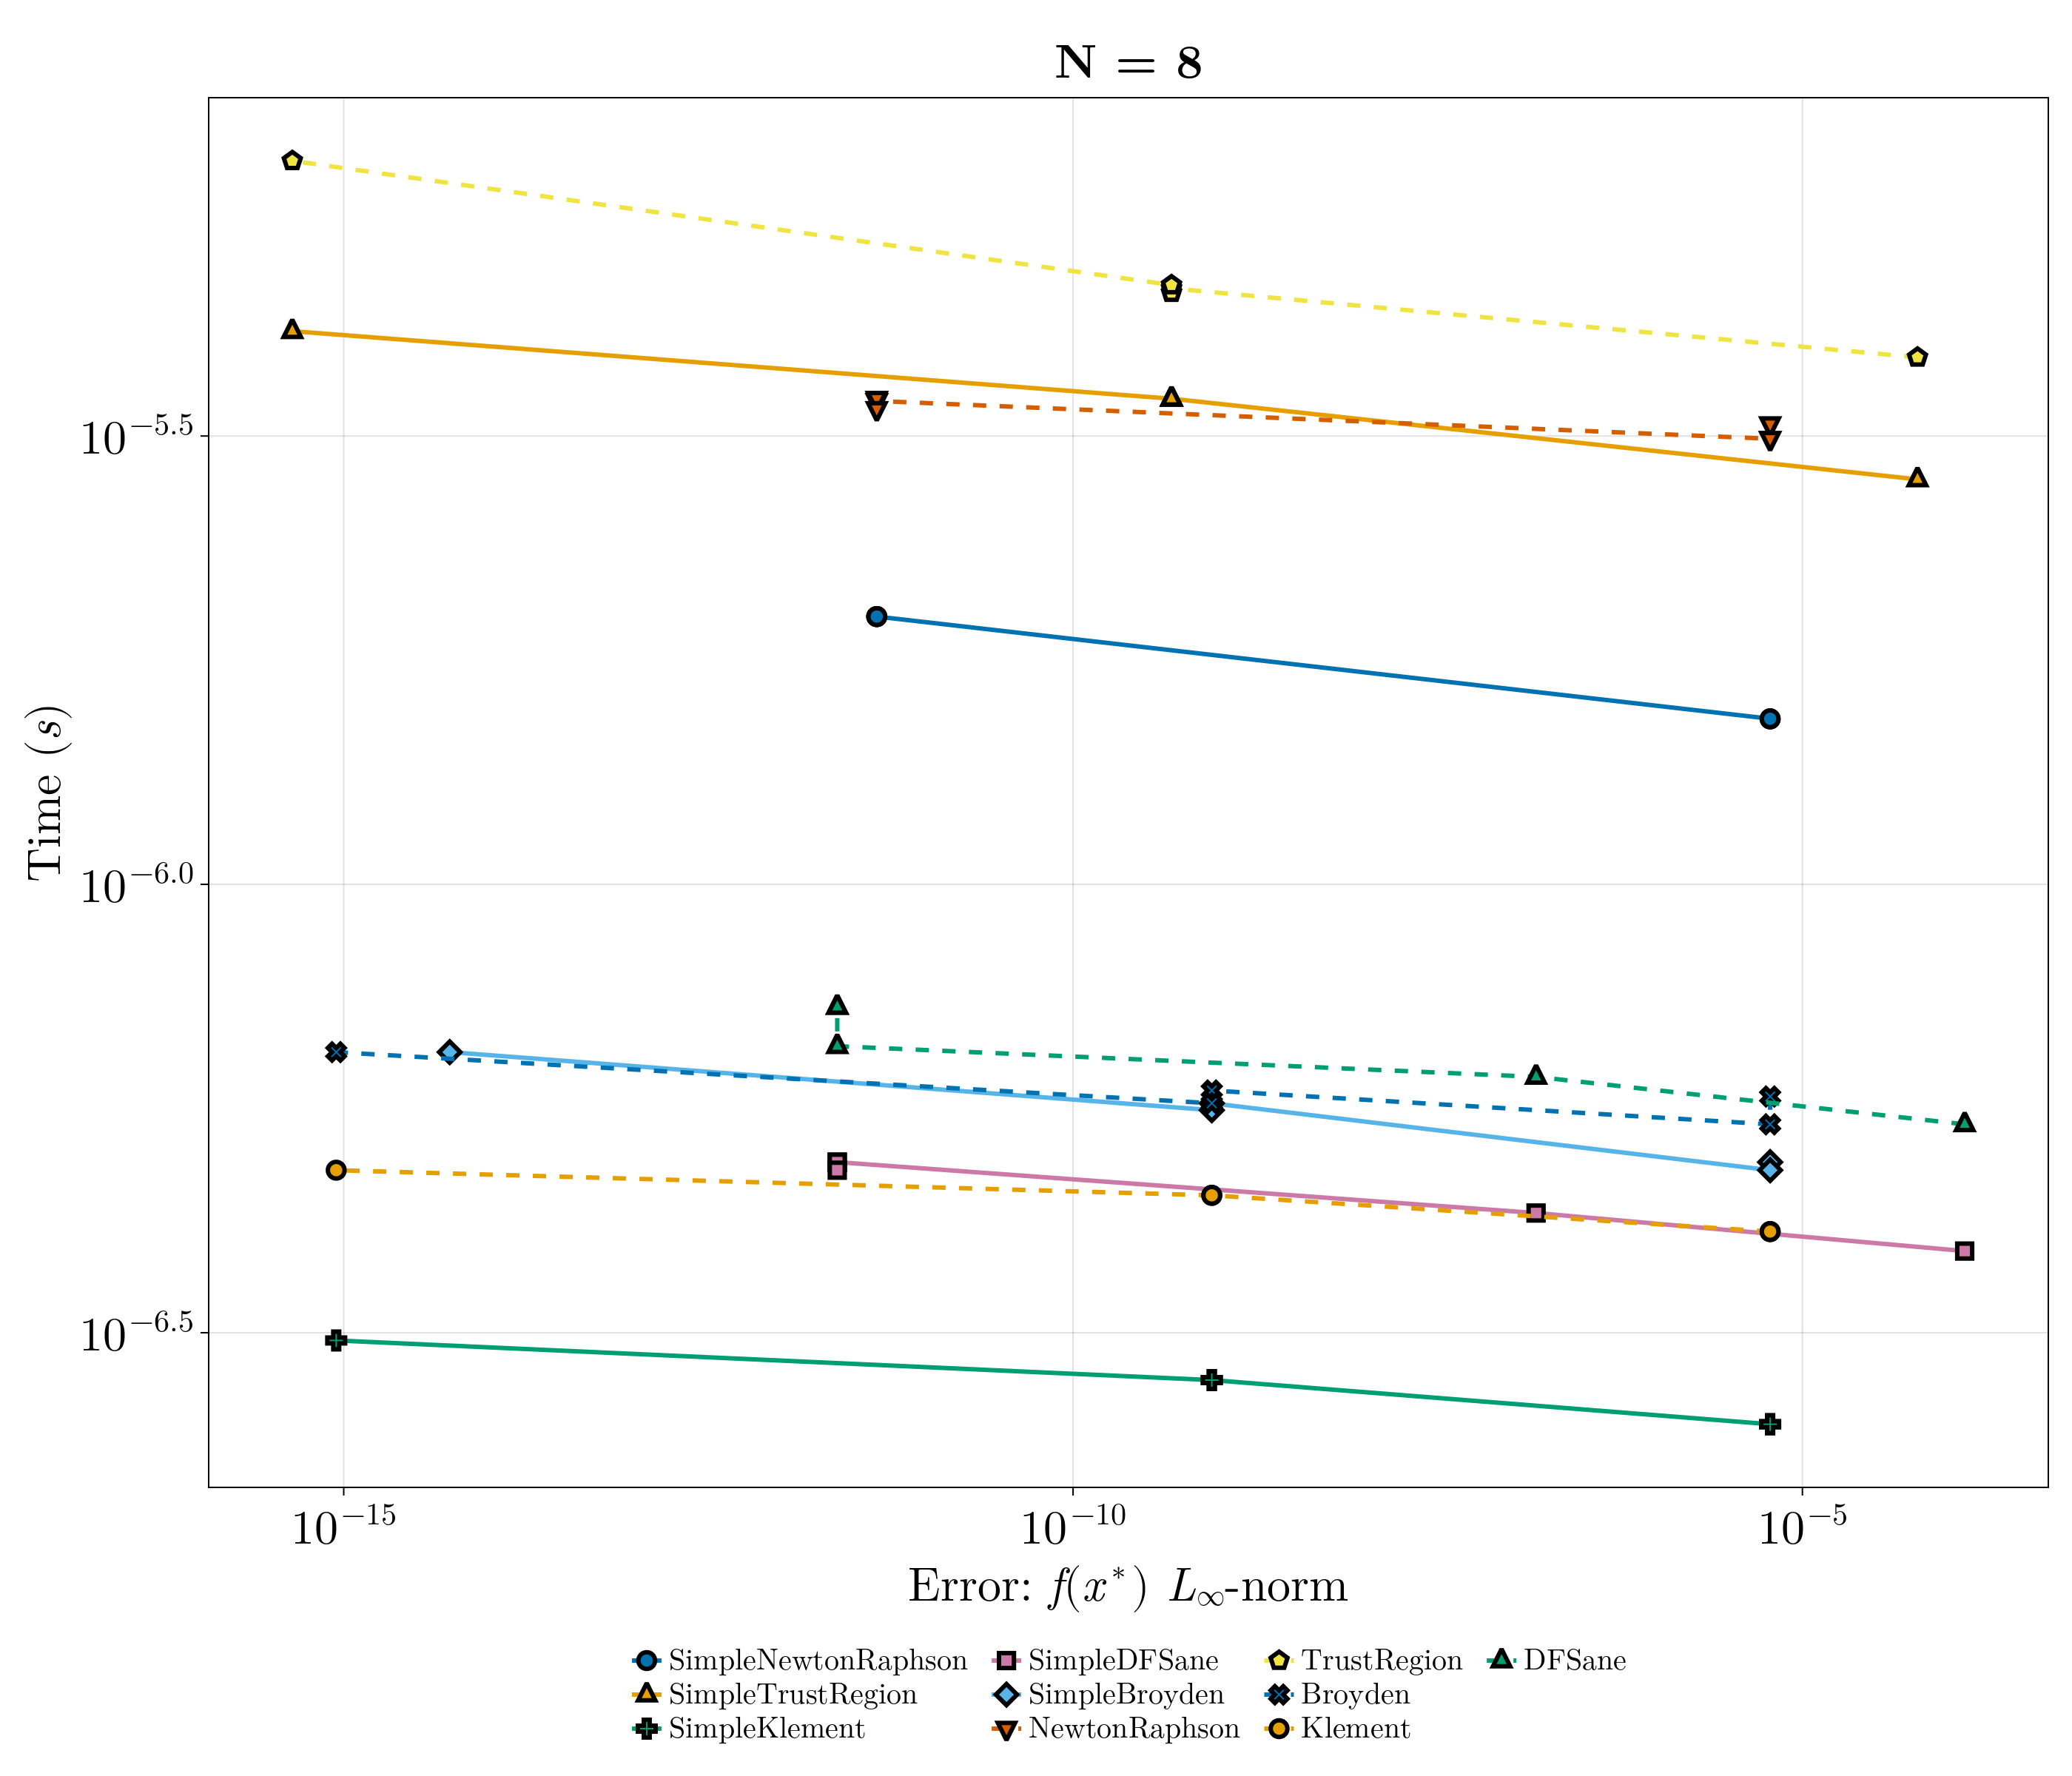 N = 8
Time (s)
10^−5.5
10^−6.0
10^−6.5
10^−15 10^−10 10^−5
Error: f(x*) L∞-norm
SimpleNewtonRaphson SimpleDFSane TrustRegion DFSane
SimpleTrustRegion SimpleBroyden Broyden
SimpleKlement NewtonRaphson Klement